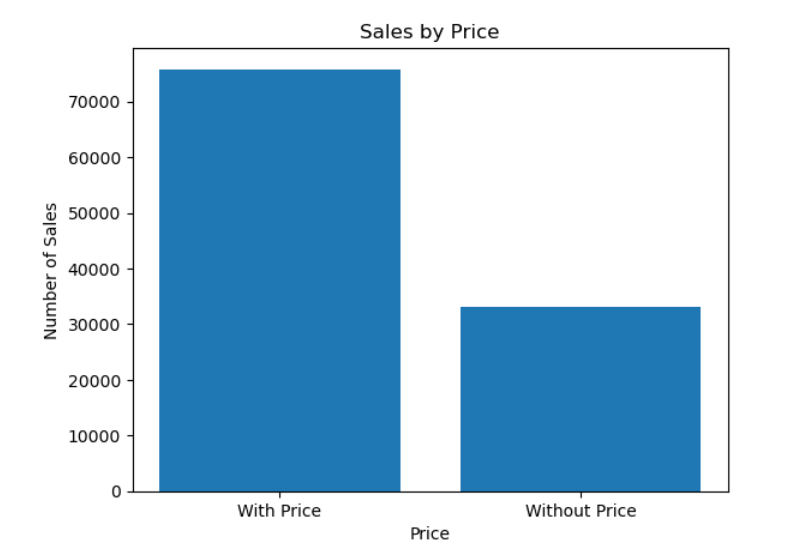 Sales by Price
Number of Sales
70000
60000
50000
40000
30000
20000
10000
0
With Price
Without Price
Price